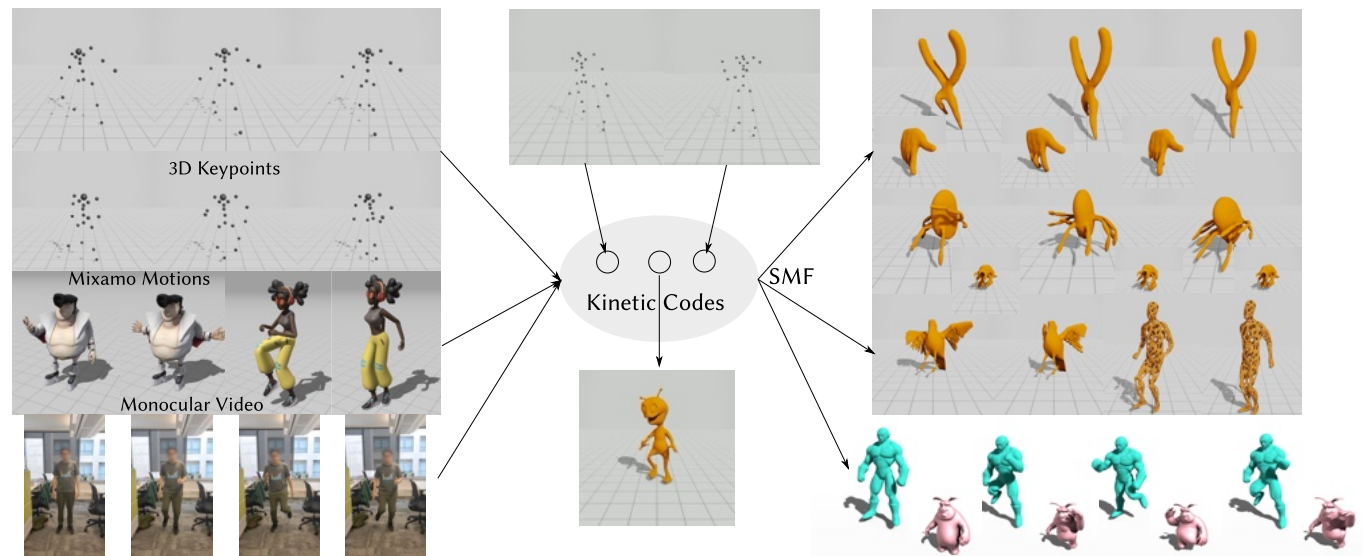 3D Keypoints
Mixamo Motions
Monocular Video
Kinetic Codes
SMF